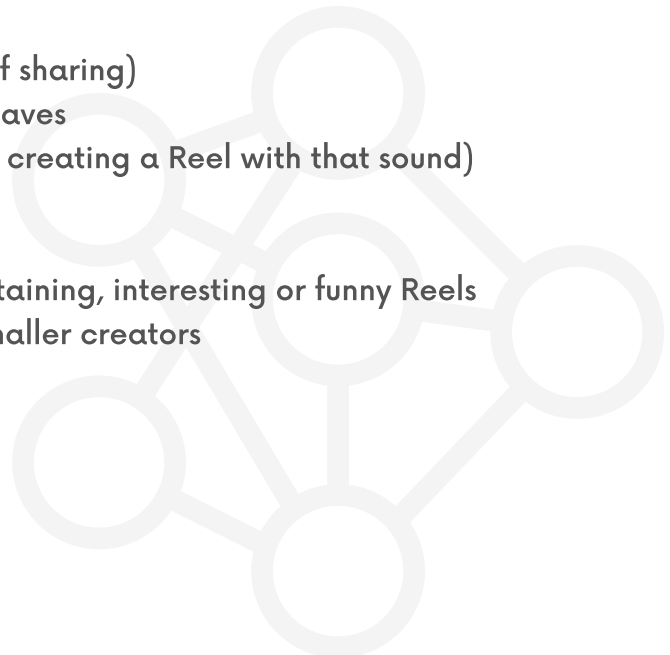 f sharing)
aves
creating a Reel with that sound)
taining, interesting or funny Reels
naller creators